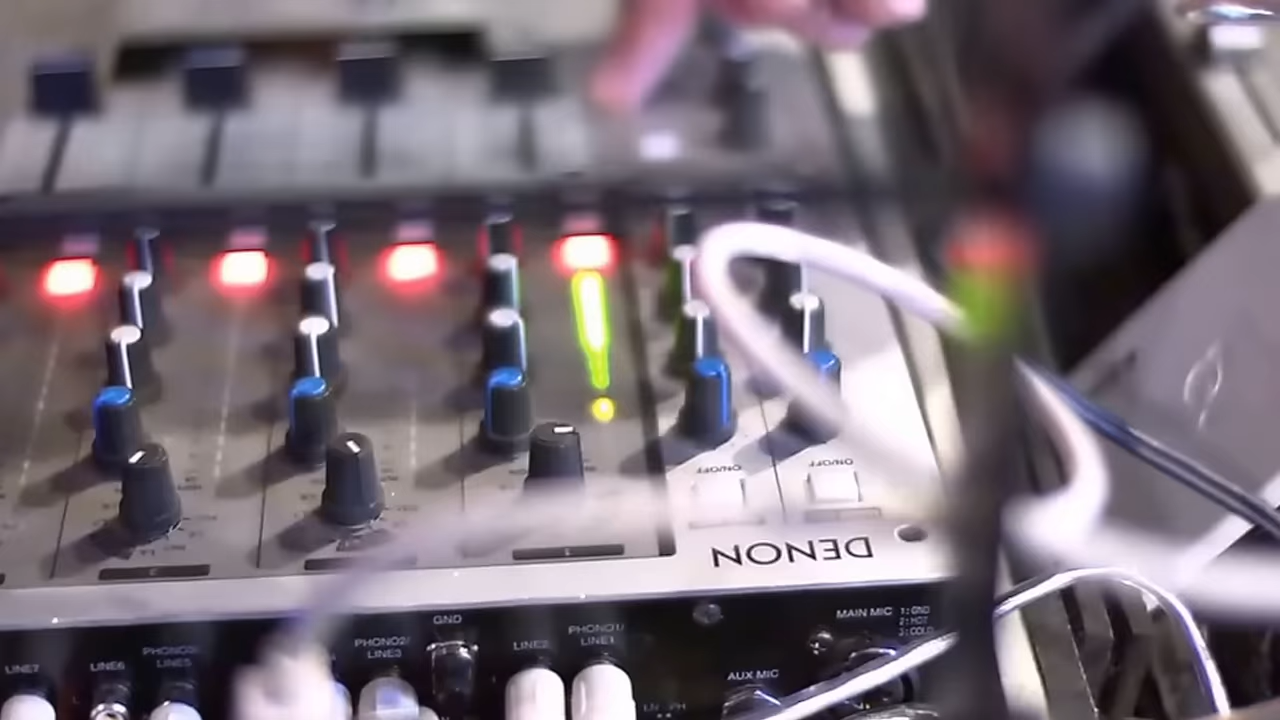 ON/OFF
ON/OFF
DENON
GND
MAIN MIC
1:GND
2:HOT
3:COLD
PHONO1/
LINE1
LINE2
PHONO2/
LINE3
LINE5
LINE6
LINE7
AUX MIC